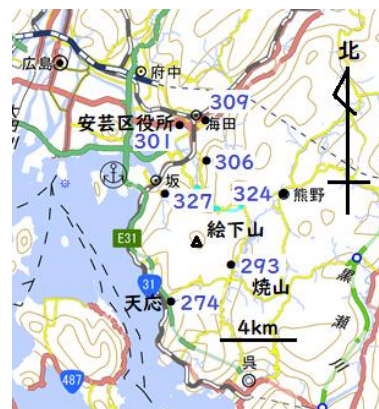 北
広島
府中
309
安芸区役所
海田
301
306
坂
327
324
熊野
絵下山
E31
293
31
焼山
天応
274
黒瀬川
4km
呉
487